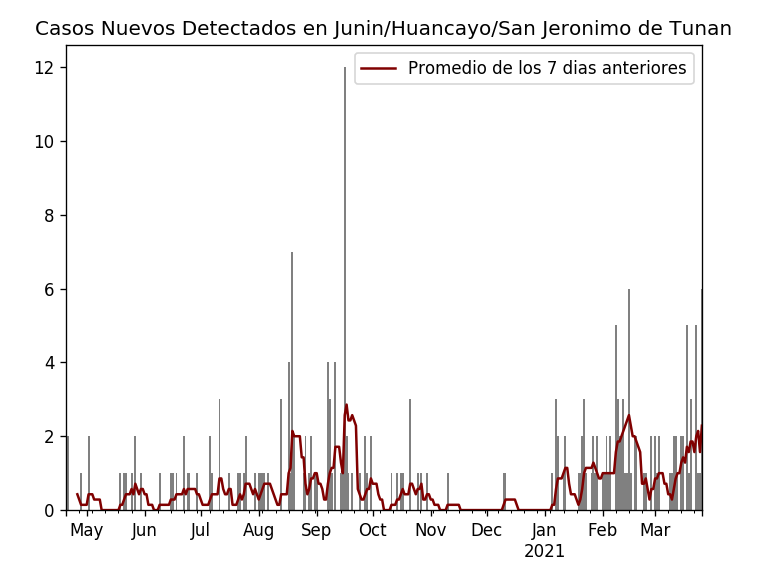 Casos Nuevos Detectados en Junin/Huancayo/San Jeronimo de Tunan
Promedio de los 7 dias anteriores
12
10
8
6
4
2
0
May Jun Jul Aug Sep Oct Nov Dec Jan Feb Mar
2021